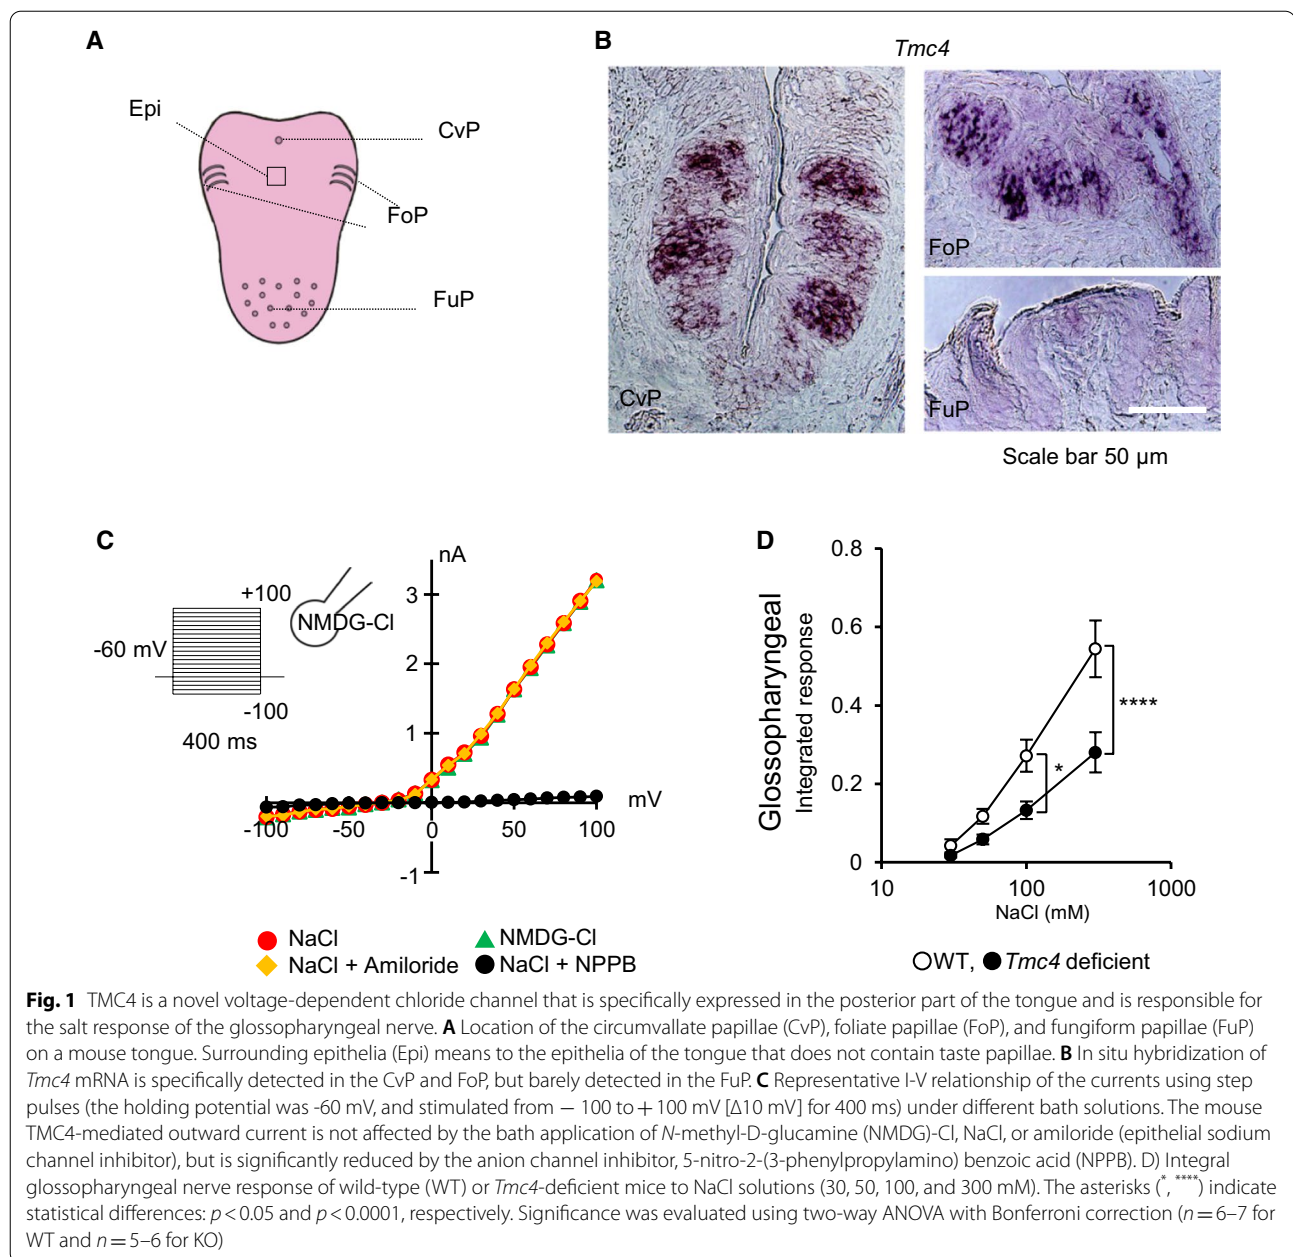 A
Epi
CvP
FoP
FuP
B
Tmc4
CvP
FoP
FuP
Scale bar 50 µm
C
nA
+100
NMDG-Cl
-60 mV
-100
400 ms
3
2
1
mV
-100
-50
0
50
100
-1
NaCl
NMDG-Cl
NaCl + Amiloride
NaCl + NPPB
D
0.8
0.6
0.4
0.2
0
Glossopharyngeal
Integrated response
****
*
10
100
1000
NaCl (mM)
WT, Tmc4 deficient
Fig. 1 TMC4 is a novel voltage-dependent chloride channel that is specifically expressed in the posterior part of the tongue and is responsible for
the salt response of the glossopharyngeal nerve. A Location of the circumvallate papillae (CvP), foliate papillae (FoP), and fungiform papillae (FuP)
on a mouse tongue. Surrounding epithelia (Epi) means to the epithelia of the tongue that does not contain taste papillae. B In situ hybridization of
Tmc4 mRNA is specifically detected in the CvP and FoP, but barely detected in the FuP. C Representative I-V relationship of the currents using step
pulses (the holding potential was -60 mV, and stimulated from − 100 to + 100 mV [Δ10 mV] for 400 ms) under different bath solutions. The mouse
TMC4-mediated outward current is not affected by the bath application of N-methyl-D-glucamine (NMDG)-Cl, NaCl, or amiloride (epithelial sodium
channel inhibitor), but is significantly reduced by the anion channel inhibitor, 5-nitro-2-(3-phenylpropylamino) benzoic acid (NPPB). D) Integral
glossopharyngeal nerve response of wild-type (WT) or Tmc4-deficient mice to NaCl solutions (30, 50, 100, and 300 mM). The asterisks (*, ****) indicate
statistical differences: p < 0.05 and p < 0.0001, respectively. Significance was evaluated using two-way ANOVA with Bonferroni correction (n = 6–7 for
WT and n = 5–6 for KO)